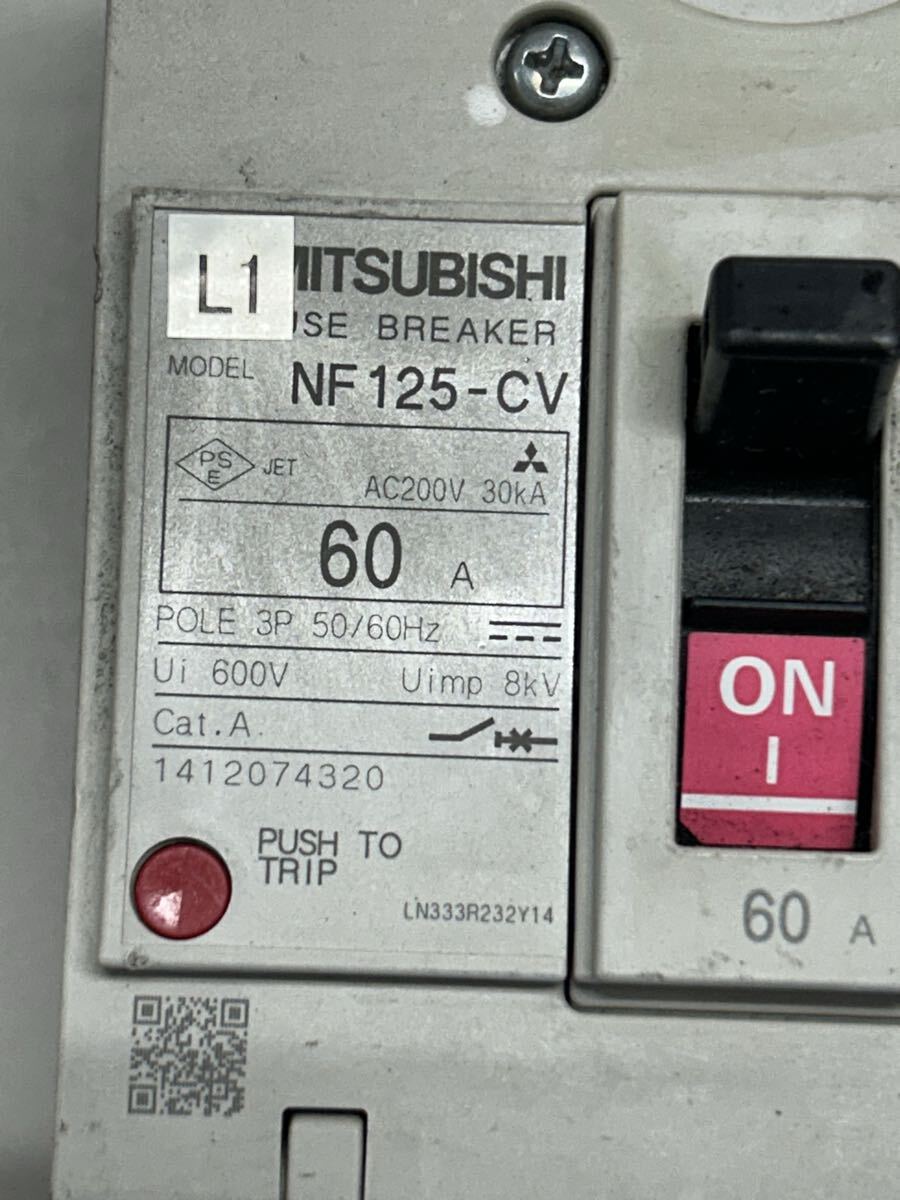 L1 MITSUBISHI
USE BREAKER
MODEL NF125-CV
PS E JET
AC200V 30kA
60 A
POLE 3P 50/60Hz
Ui 600V Uimp 8kV
Cat.A
1412074320
PUSH TO
TRIP
LN333R232Y14
ON
I
60 A